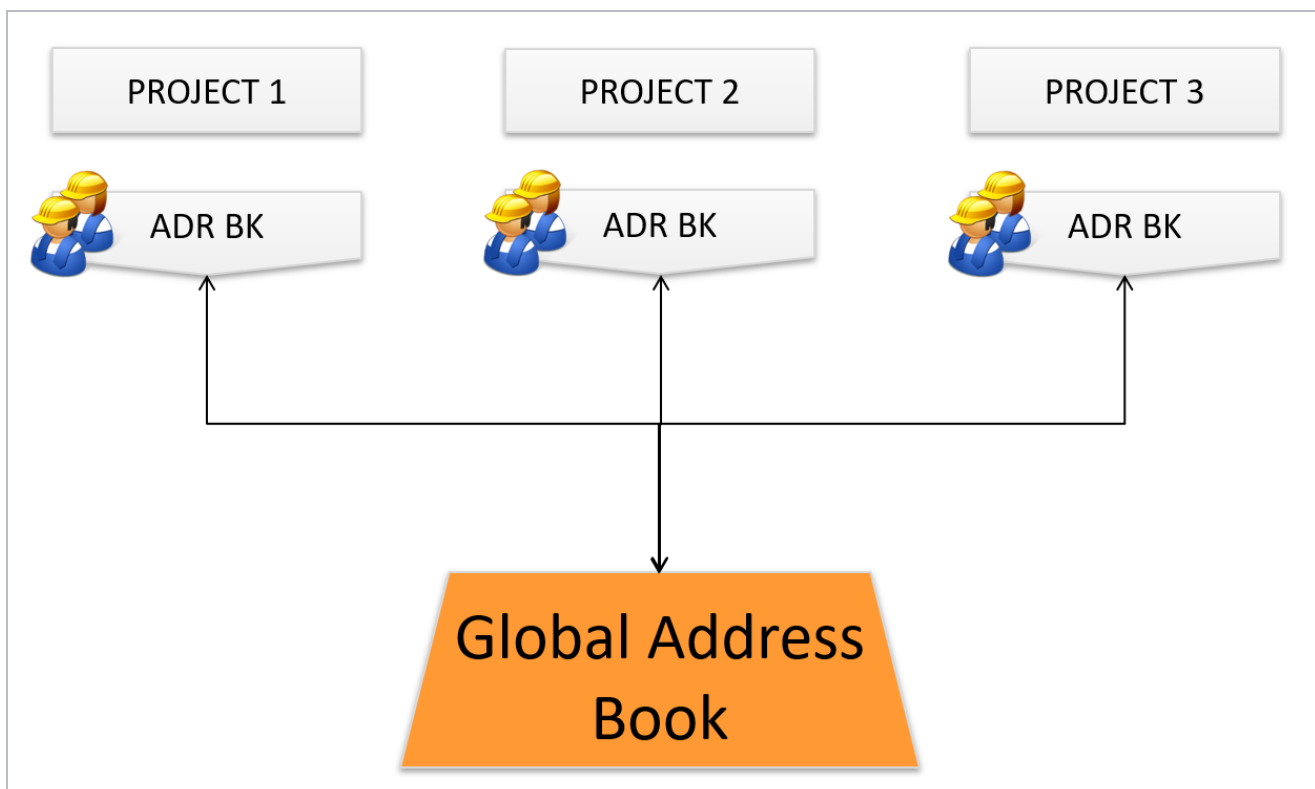 PROJECT 1
PROJECT 2
PROJECT 3
ADR BK
ADR BK
ADR BK
Global Address
Book